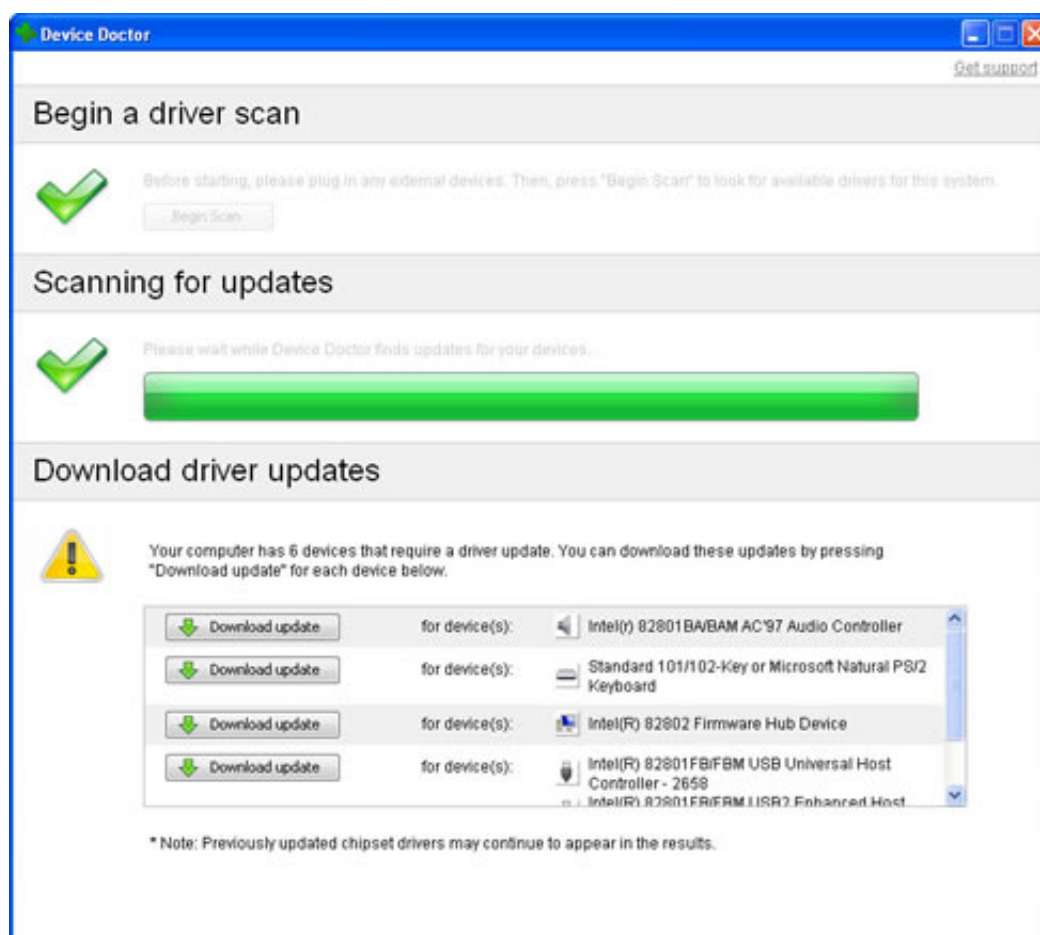 Device Doctor
Get support
Begin a driver scan
Before starting, please plug in any external devices. Then, press "Begin Scan" to look for available drivers for this system.
Begin Scan
Scanning for updates
Please wait while Device Doctor finds updates for your devices...
Download driver updates
Your computer has 6 devices that require a driver update. You can download these updates by pressing
"Download update" for each device below.
Download update for device(s): Intel(r) 82801BA/BAM AC'97 Audio Controller
Download update for device(s): Standard 101/102-Key or Microsoft Natural PS/2
Keyboard
Download update for device(s): Intel(R) 82802 Firmware Hub Device
Download update for device(s): Intel(R) 82801FB/FBM USB Universal Host
Controller - 2658
Intel(R) 82801FB/FBM USB2 Enhanced Host
* Note: Previously updated chipset drivers may continue to appear in the results.